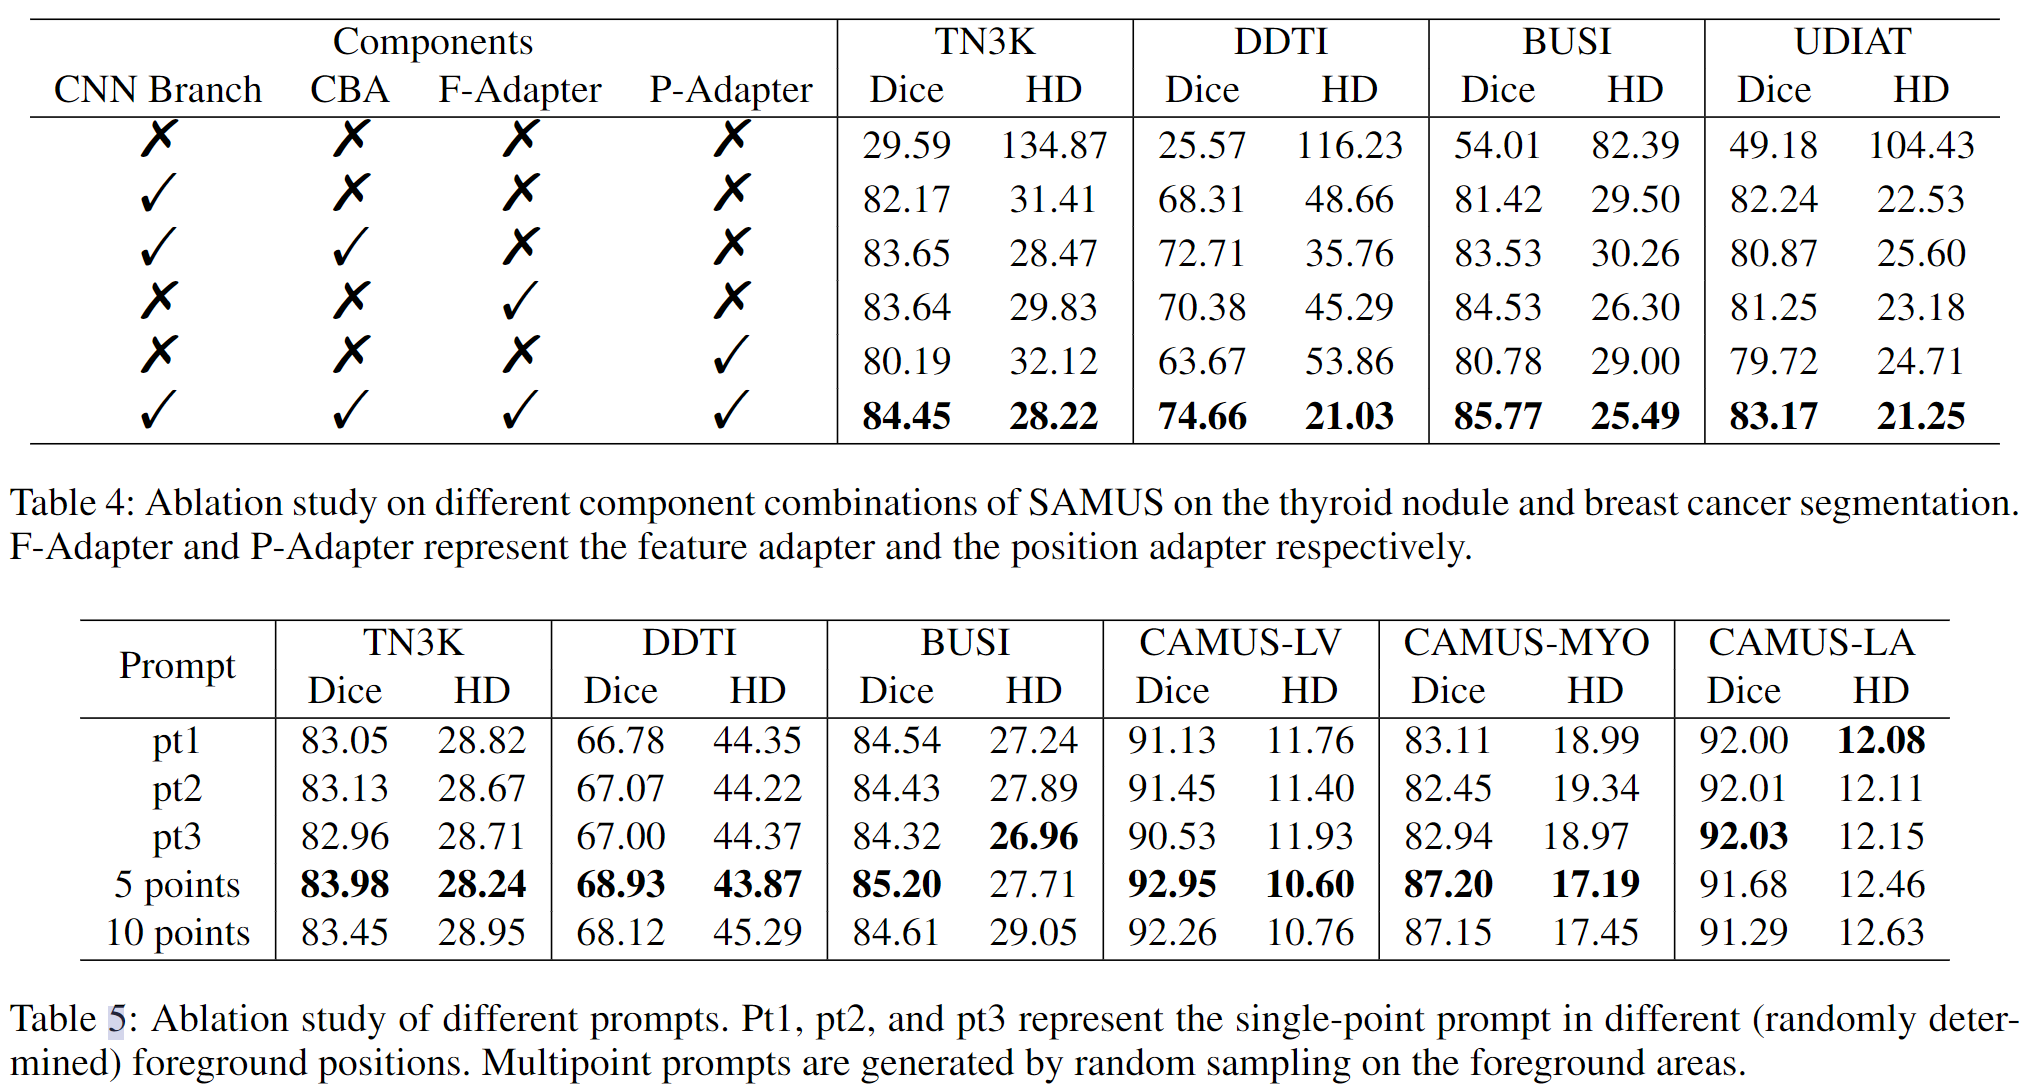 Components TN3K DDTI BUSI UDIAT
CNN Branch CBA F-Adapter P-Adapter Dice HD Dice HD Dice HD Dice HD
✗ ✗ ✗ ✗ 29.59 134.87 25.57 116.23 54.01 82.39 49.18 104.43
✓ ✗ ✗ ✗ 82.17 31.41 68.31 48.66 81.42 29.50 82.24 22.53
✓ ✓ ✗ ✗ 83.65 28.47 72.71 35.76 83.53 30.26 80.87 25.60
✗ ✗ ✓ ✗ 83.64 29.83 70.38 45.29 84.53 26.30 81.25 23.18
✗ ✗ ✗ ✓ 80.19 32.12 63.67 53.86 80.78 29.00 79.72 24.71
✓ ✓ ✓ ✓ 84.45 28.22 74.66 21.03 85.77 25.49 83.17 21.25
Table 4: Ablation study on different component combinations of SAMUS on the thyroid nodule and breast cancer segmentation.
F-Adapter and P-Adapter represent the feature adapter and the position adapter respectively.
Prompt TN3K DDTI BUSI CAMUS-LV CAMUS-MYO CAMUS-LA
Dice HD Dice HD Dice HD Dice HD Dice HD Dice HD
pt1 83.05 28.82 66.78 44.35 84.54 27.24 91.13 11.76 83.11 18.99 92.00 12.08
pt2 83.13 28.67 67.07 44.22 84.43 27.89 91.45 11.40 82.45 19.34 92.01 12.11
pt3 82.96 28.71 67.00 44.37 84.32 26.96 90.53 11.93 82.94 18.97 92.03 12.15
5 points 83.98 28.24 68.93 43.87 85.20 27.71 92.95 10.60 87.20 17.19 91.68 12.46
10 points 83.45 28.95 68.12 45.29 84.61 29.05 92.26 10.76 87.15 17.45 91.29 12.63
Table 5: Ablation study of different prompts. Pt1, pt2, and pt3 represent the single-point prompt in different (randomly deter-
mined) foreground positions. Multipoint prompts are generated by random sampling on the foreground areas.